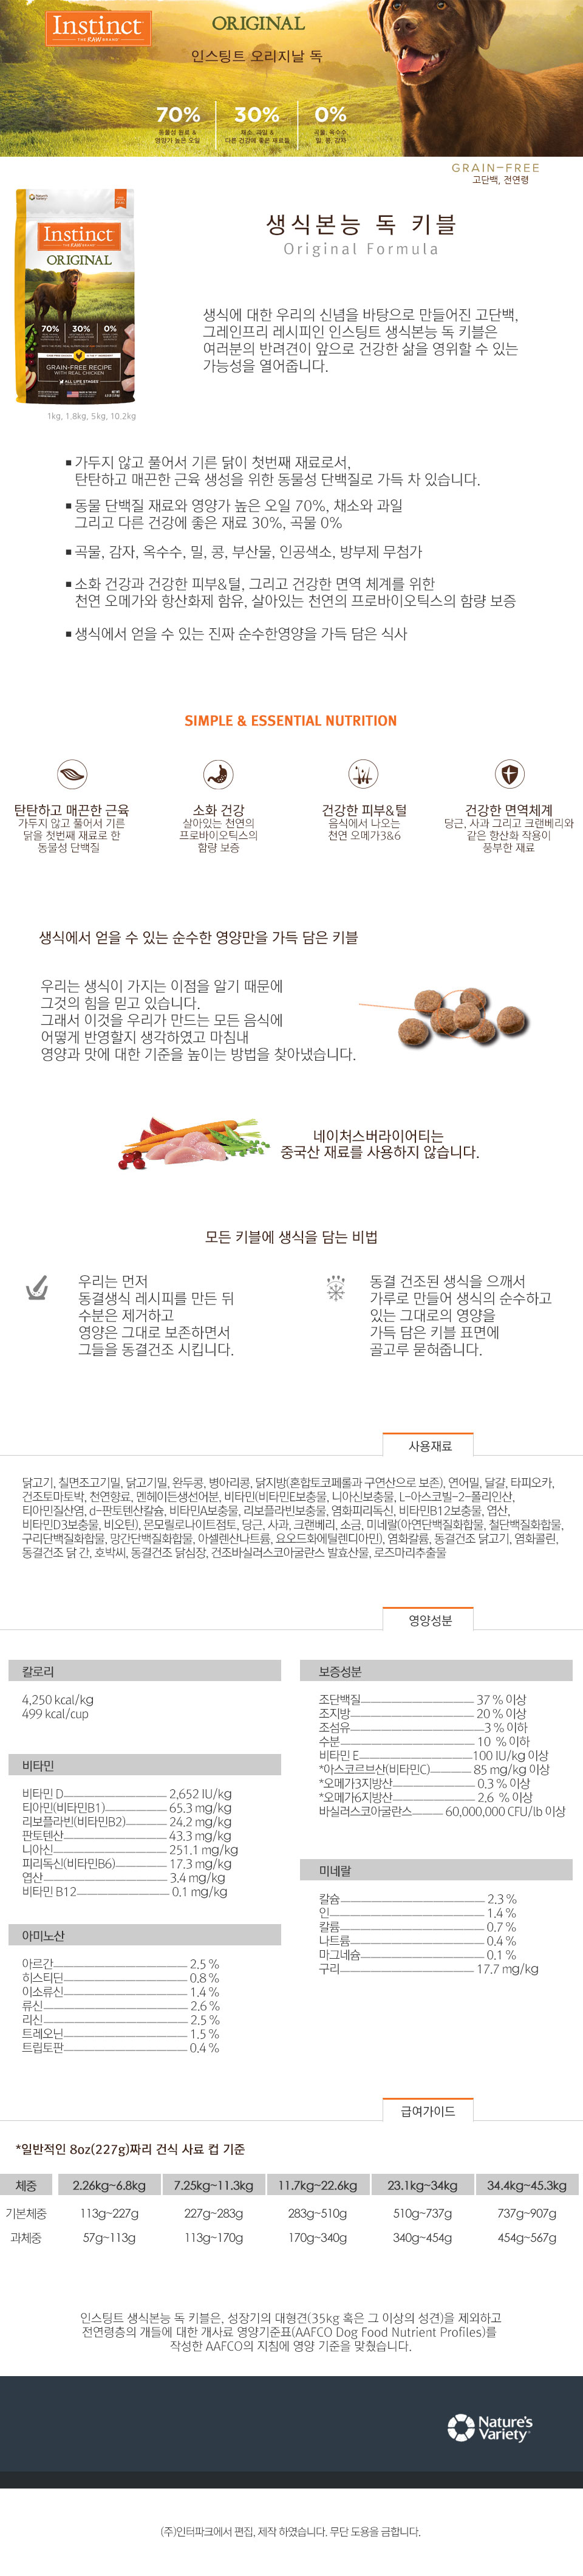 Instinct
THE RAW BRAND
ORIGINAL
인스팅트 오리지날 독
70% 30% 0%
동물성 원료 & 채소, 과일 & 곡물, 옥수수,
영양가 높은 오일 다른 건강에 좋은 재료들 밀, 콩, 감자
GRAIN-FREE
고단백, 전연령
Nature's
Variety
Instinct
THE RAW BRAND
ORIGINAL
70% 30% 0%
GRAIN-FREE RECIPE
WITH REAL CHICKEN
ALL LIFE STAGES
1kg, 1.8kg, 5kg, 10.2kg
생식본능 독 키블
Original Formula
생식에 대한 우리의 신념을 바탕으로 만들어진 고단백,
그레인프리 레시피인 인스팅트 생식본능 독 키블은
여러분의 반려견이 앞으로 건강한 삶을 영위할 수 있는
가능성을 열어줍니다.
■ 가두지 않고 풀어서 기른 닭이 첫번째 재료로서,
탄탄하고 매끈한 근육 생성을 위한 동물성 단백질로 가득 차 있습니다.
■ 동물 단백질 재료와 영양가 높은 오일 70%, 채소와 과일
그리고 다른 건강에 좋은 재료 30%, 곡물 0%
■ 곡물, 감자, 옥수수, 밀, 콩, 부산물, 인공색소, 방부제 무첨가
■ 소화 건강과 건강한 피부&털, 그리고 건강한 면역 체계를 위한
천연 오메가와 항산화제 함유, 살아있는 천연의 프로바이오틱스의 함량 보증
■ 생식에서 얻을 수 있는 진짜 순수한영양을 가득 담은 식사
SIMPLE & ESSENTIAL NUTRITION
탄탄하고 매끈한 근육
가두지 않고 풀어서 기른
닭을 첫번째 재료로 한
동물성 단백질
소화 건강
살아있는 천연의
프로바이오틱스의
함량 보증
건강한 피부&털
음식에서 나오는
천연 오메가3&6
건강한 면역체계
당근, 사과 그리고 크랜베리와
같은 항산화 작용이
풍부한 재료
생식에서 얻을 수 있는 순수한 영양만을 가득 담은 키블
우리는 생식이 가지는 이점을 알기 때문에
그것의 힘을 믿고 있습니다.
그래서 이것을 우리가 만드는 모든 음식에
어떻게 반영할지 생각하였고 마침내
영양과 맛에 대한 기준을 높이는 방법을 찾아냈습니다.
네이처스버라이어티는
중국산 재료를 사용하지 않습니다.
모든 키블에 생식을 담는 비법
우리는 먼저
동결생식 레시피를 만든 뒤
수분은 제거하고
영양은 그대로 보존하면서
그들을 동결건조 시킵니다.
동결 건조된 생식을 으깨서
가루로 만들어 생식의 순수하고
있는 그대로의 영양을
가득 담은 키블 표면에
골고루 묻혀줍니다.
사용재료
닭고기, 칠면조고기밀, 닭고기밀, 완두콩, 병아리콩, 닭지방(혼합토코페롤과 구연산으로 보존), 연어밀, 달걀, 타피오카,
건조토마토박, 천연향료, 멘헤이든생선어분, 비타민(비타민E보충물, 니아신보충물, L-아스코빌-2-폴리인산,
티아민질산염, d-판토텐산칼슘, 비타민A보충물, 리보플라빈보충물, 염화피리독신, 비타민B12보충물, 엽산,
비타민D3보충물, 비오틴), 몬모릴로나이트점토, 당근, 사과, 크랜베리, 소금, 미네랄(아연단백질화합물, 철단백질화합물,
구리단백질화합물, 망간단백질화합물, 아셀렌산나트륨, 요오드화에틸렌디아민), 염화칼륨, 동결건조 닭고기, 염화콜린,
동결건조 닭 간, 호박씨, 동결건조 닭심장, 건조바실러스코아굴란스 발효산물, 로즈마리추출물
영양성분
칼로리
4,250 kcal/kg
499 kcal/cup
비타민
비타민 D 2,652 IU/kg
티아민(비타민B1) 65.3 mg/kg
리보플라빈(비타민B2) 24.2 mg/kg
판토텐산 43.3 mg/kg
니아신 251.1 mg/kg
피리독신(비타민B6) 17.3 mg/kg
엽산 3.4 mg/kg
비타민 B12 0.1 mg/kg
아미노산
아르간 2.5 %
히스티딘 0.8 %
이소류신 1.4 %
류신 2.6 %
리신 2.5 %
트레오닌 1.5 %
트립토판 0.4 %
보증성분
조단백질 37 % 이상
조지방 20 % 이상
조섬유 3 % 이하
수분 10 % 이하
비타민 E 100 IU/kg 이상
*아스코르브산(비타민C) 85 mg/kg 이상
*오메가3지방산 0.3 % 이상
*오메가6지방산 2.6 % 이상
바실러스코아굴란스 60,000,000 CFU/lb 이상
미네랄
칼슘 2.3 %
인 1.4 %
칼륨 0.7 %
나트륨 0.4 %
마그네슘 0.1 %
구리 17.7 mg/kg
급여가이드
*일반적인 8oz(227g)짜리 건식 사료 컵 기준
체중 2.26kg~6.8kg 7.25kg~11.3kg 11.7kg~22.6kg 23.1kg~34kg 34.4kg~45.3kg
기본체중 113g~227g 227g~283g 283g~510g 510g~737g 737g~907g
과체중 57g~113g 113g~170g 170g~340g 340g~454g 454g~567g
인스팅트 생식본능 독 키블은, 성장기의 대형견(35kg 혹은 그 이상의 성견)을 제외하고
전연령층의 개들에 대한 개사료 영양기준표(AAFCO Dog Food Nutrient Profiles)를
작성한 AAFCO의 지침에 영양 기준을 맞췄습니다.
Nature's
Variety
(주)인터파크에서 편집, 제작 하였습니다. 무단 도용을 금합니다.